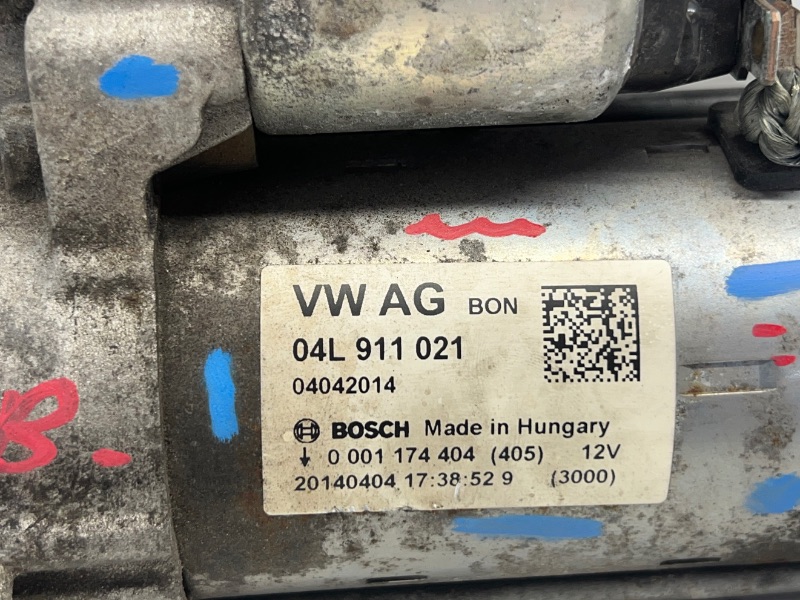 VW AG BON
04L 911 021
04042014
BOSCH Made in Hungary
↓ 0 001 174 404 (405) 12V
20140404 17:38:52 9 (3000)
B.